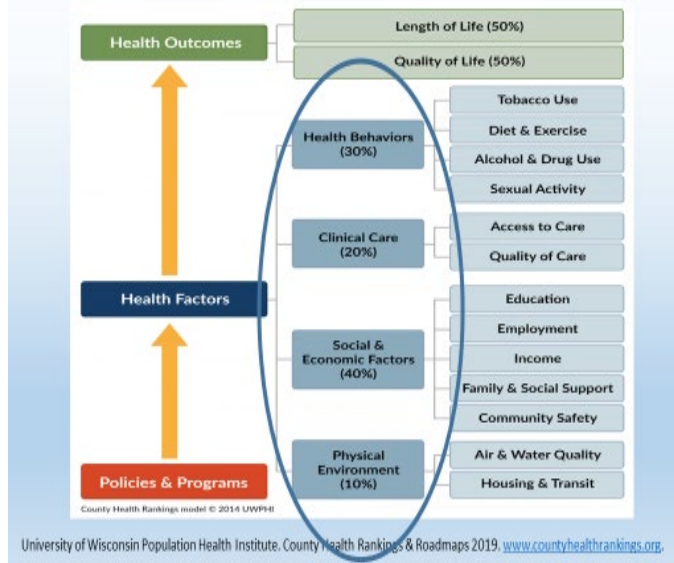 Health Outcomes
Length of Life (50%)
Quality of Life (50%)
Health Behaviors
(30%)
Tobacco Use
Diet & Exercise
Alcohol & Drug Use
Sexual Activity
Clinical Care
(20%)
Access to Care
Quality of Care
Health Factors
Social &
Economic Factors
(40%)
Education
Employment
Income
Family & Social Support
Community Safety
Physical
Environment
(10%)
Air & Water Quality
Housing & Transit
Policies & Programs
County Health Rankings model © 2014 UWPHI
University of Wisconsin Population Health Institute. County Health Rankings & Roadmaps 2019. www.countyhealthrankings.org.